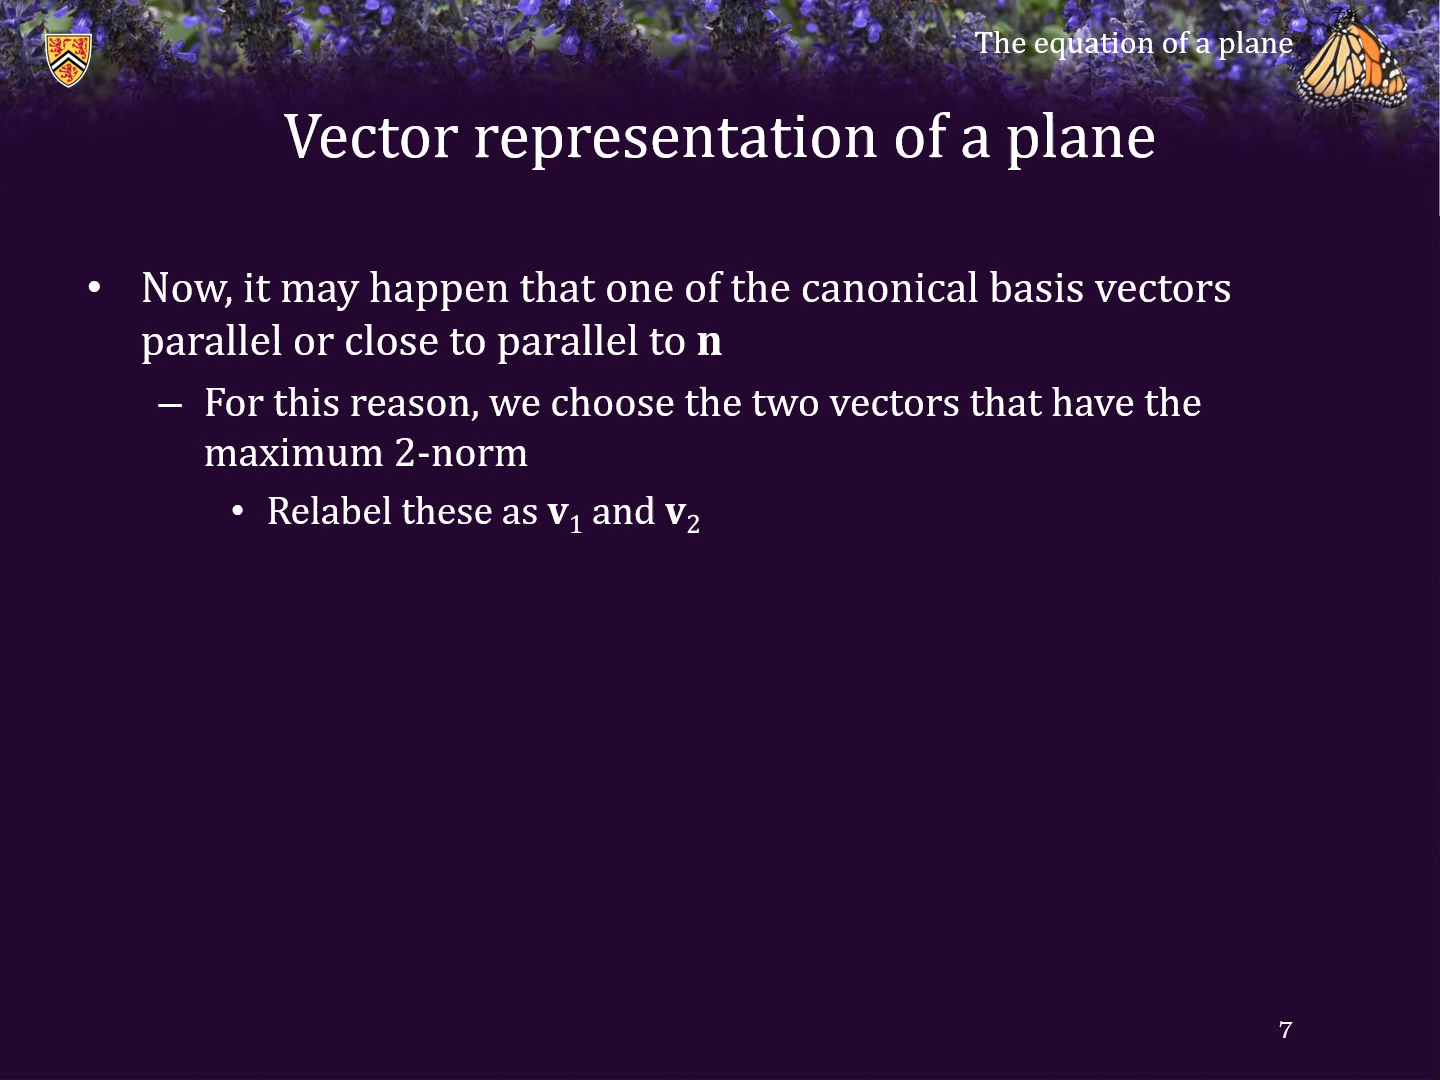 The equation of a plane
Vector representation of a plane
• Now, it may happen that one of the canonical basis vectors
parallel or close to parallel to n
– For this reason, we choose the two vectors that have the
maximum 2-norm
• Relabel these as v₁ and v₂
7